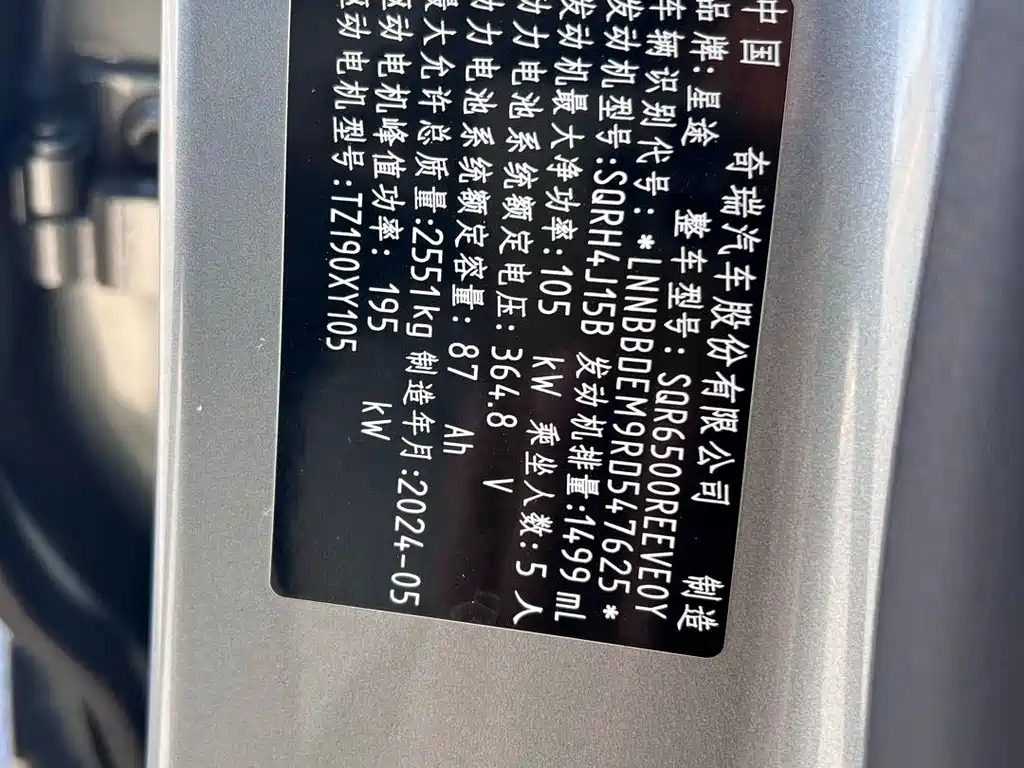 中国 奇瑞汽车股份有限公司 制造
品牌:星途 整车型号:SQR6500REEVE0Y
车辆识别代号:*LNNBBDEM9RD547625*
发动机型号:SQRH4J15B 发动机排量:1499ml
发动机最大净功率:105 kW 乘坐人数:5人
动力电池系统额定电压:364.8 V
动力电池系统额定容量:87 Ah
最大允许总质量:2551kg 制造年月:2024-05
驱动电机峰值功率:195 kW
驱动电机型号:TZ190XY105